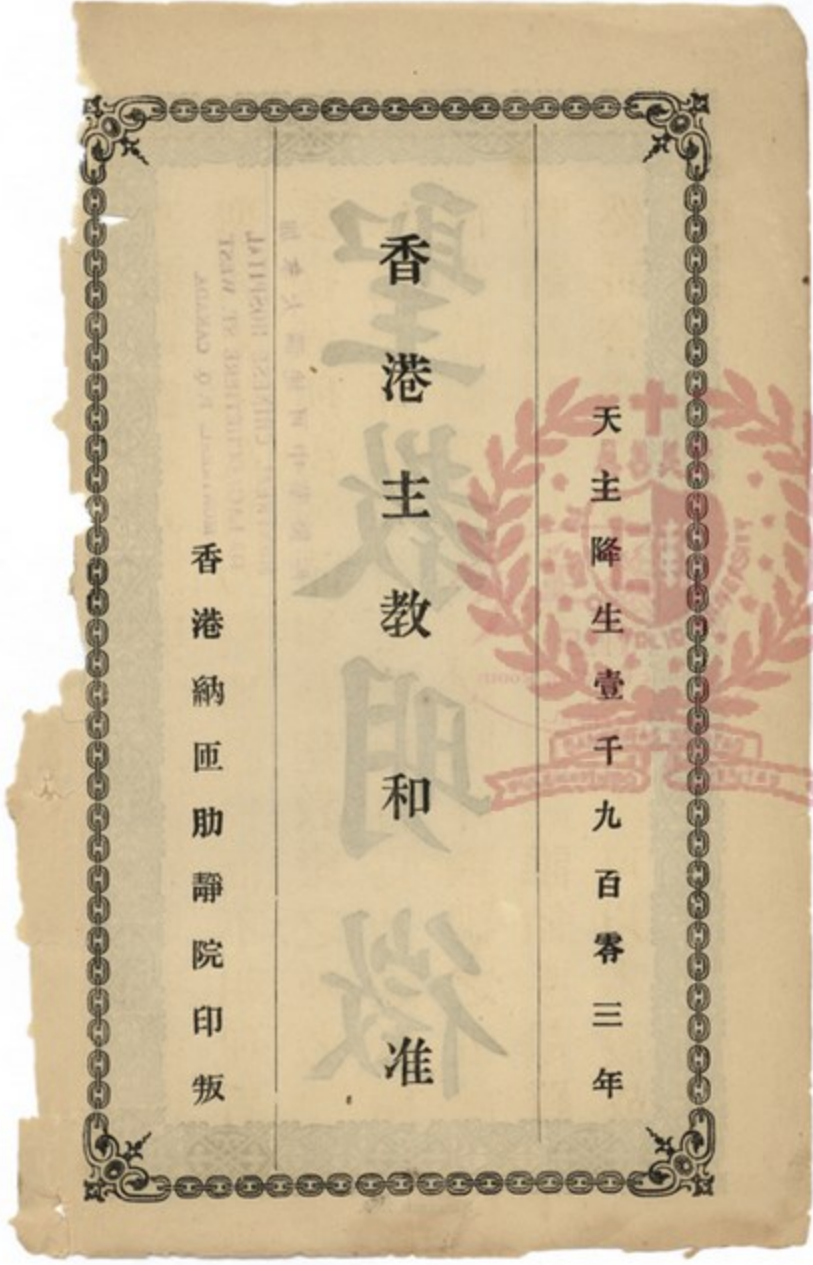 天主降生壹千九百零三年
香港主教和准
香港納匝肋靜院印叛